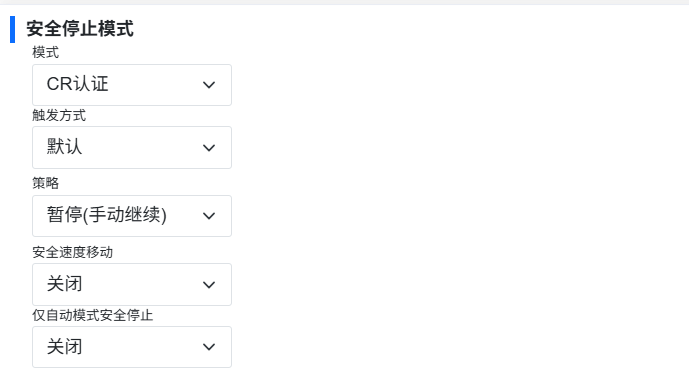 安全停止模式
模式
CR认证
触发方式
默认
策略
暂停(手动继续)
安全速度移动
关闭
仅自动模式安全停止
关闭